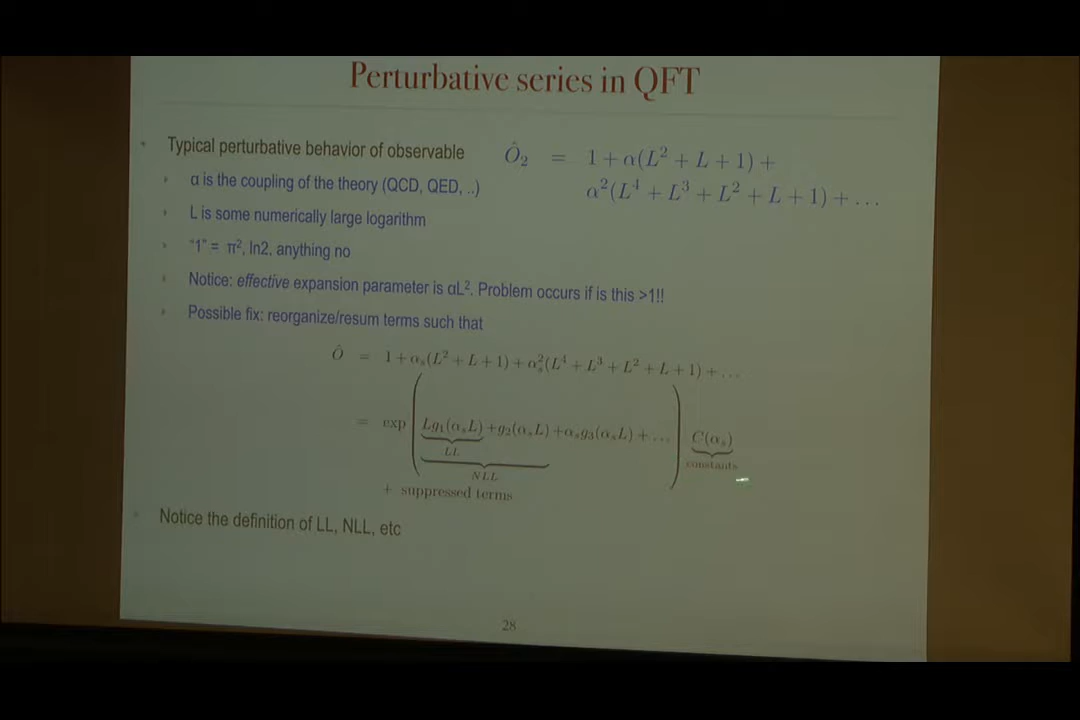 Perturbative series in QFT
Typical perturbative behavior of observable
Ô₂ = 1 + α(L² + L + 1) +
α²(L⁴ + L³ + L² + L + 1) + …
α is the coupling of the theory (QCD, QED, ..)
L is some numerically large logarithm
“1” = π², ln2, anything no
Notice: effective expansion parameter is αL². Problem occurs if is this >1!!
Possible fix: reorganize/resum terms such that
Ô = 1 + αₛ(L² + L + 1) + αₛ²(L⁴ + L³ + L² + L + 1) + …
= exp ( Lg₁(αₛL) + g₂(αₛL) + αₛg₃(αₛL) + … ) C(αₛ)
LL
constants
NLL
+ suppressed terms
Notice the definition of LL, NLL, etc
28